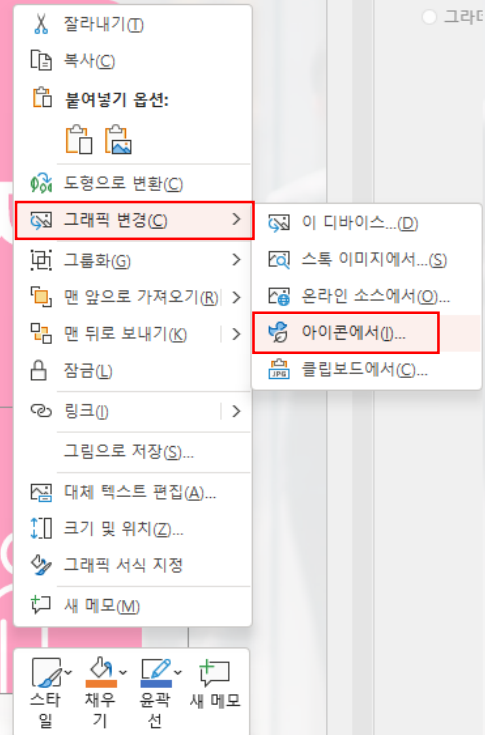 잘라내기(T)
복사(C)
붙여넣기 옵션:
도형으로 변환(C)
그래픽 변경(C)
그룹화(G)
맨 앞으로 가져오기(R)
맨 뒤로 보내기(K)
잠금(L)
링크(I)
그림으로 저장(S)...
대체 텍스트 편집(A)...
크기 및 위치(Z)...
그래픽 서식 지정
새 메모(M)
이 디바이스...(D)
스톡 이미지에서...(S)
온라인 소스에서(O)...
아이콘에서(I)...
JPG
클립보드에서(C)...
스타
일
채우
기
윤곽
선
새 메모